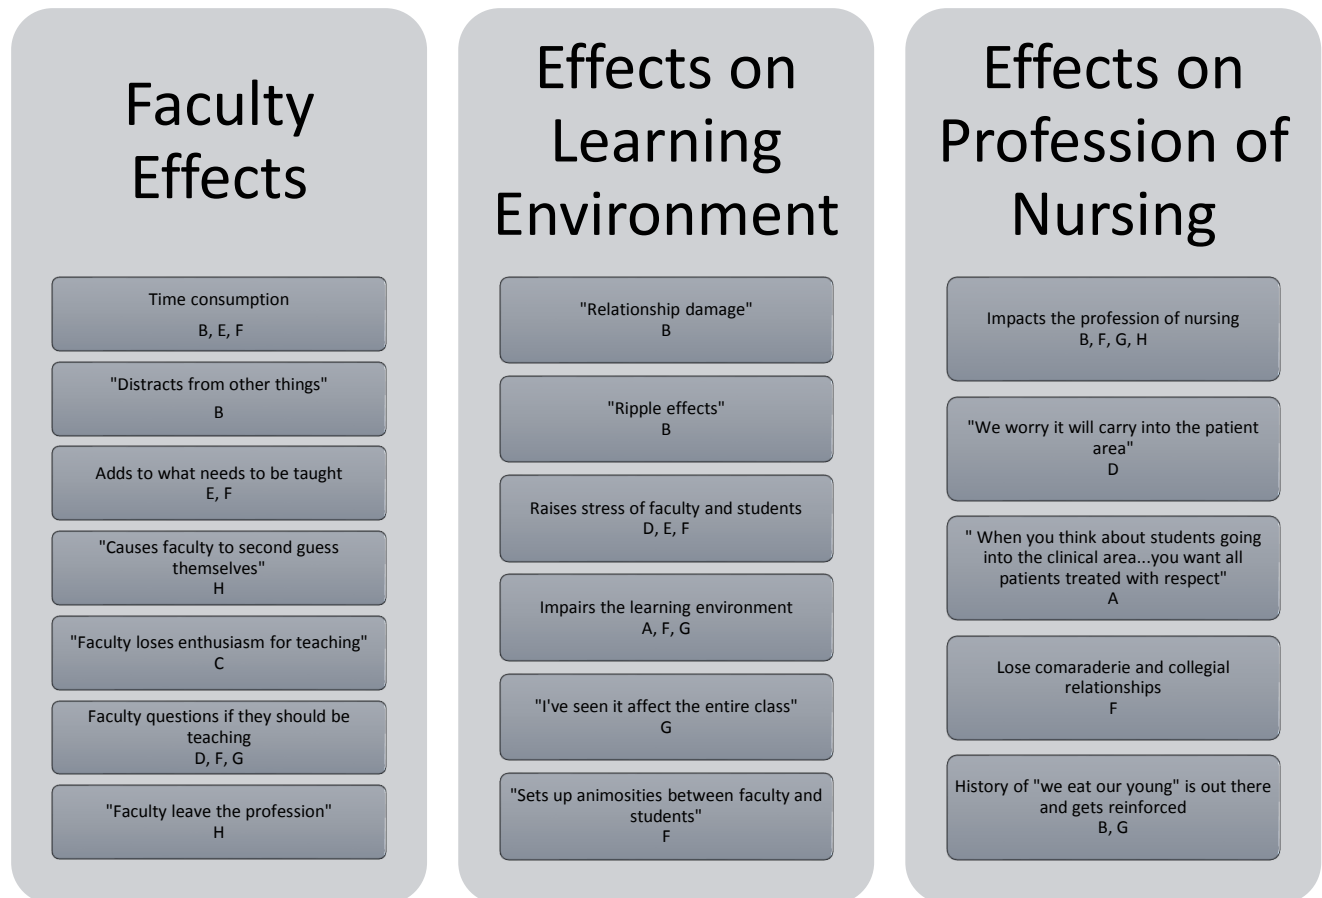 Faculty
Effects
Time consumption
B, E, F
"Distracts from other things"
B
Adds to what needs to be taught
E, F
"Causes faculty to second guess
themselves"
H
"Faculty loses enthusiasm for teaching"
C
Faculty questions if they should be
teaching
D, F, G
"Faculty leave the profession"
H
Effects on
Learning
Environment
"Relationship damage"
B
"Ripple effects"
B
Raises stress of faculty and students
D, E, F
Impairs the learning environment
A, F, G
"I've seen it affect the entire class"
G
"Sets up animosities between faculty and
students"
F
Effects on
Profession of
Nursing
Impacts the profession of nursing
B, F, G, H
"We worry it will carry into the patient
area"
D
" When you think about students going
into the clinical area...you want all
patients treated with respect"
A
Lose comaraderie and collegial
relationships
F
History of "we eat our young" is out there
and gets reinforced
B, G